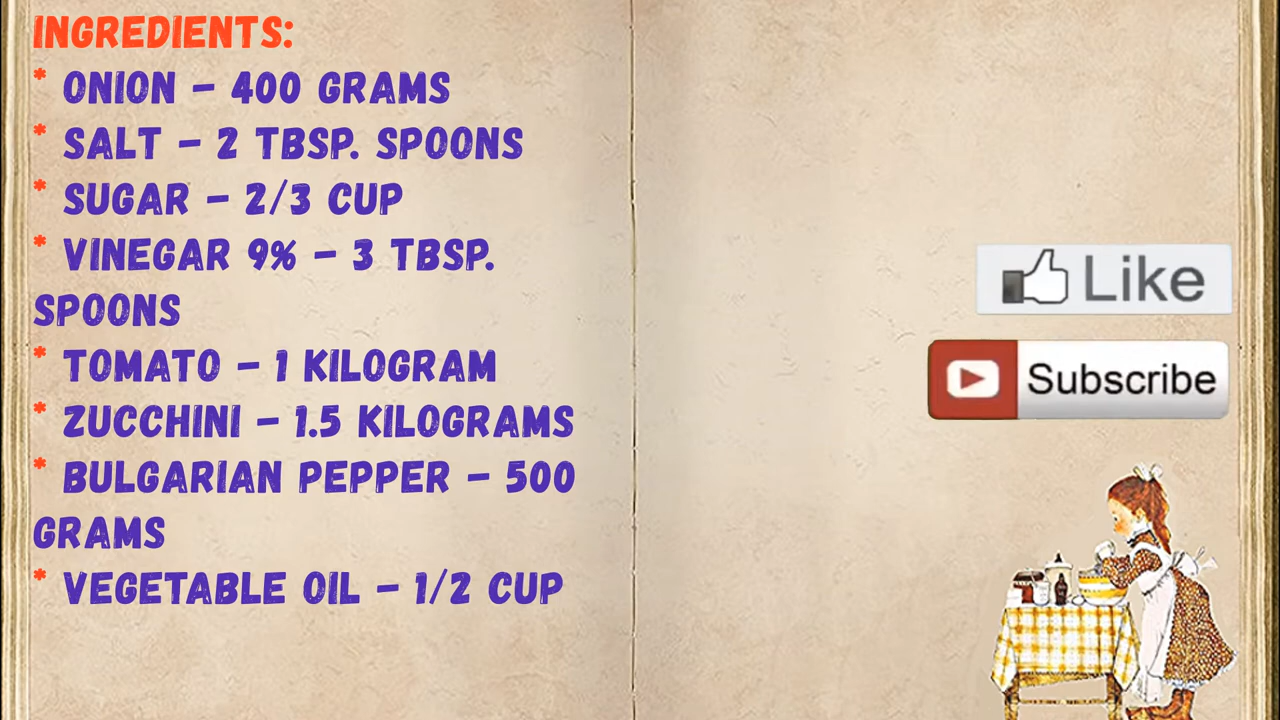 INGREDIENTS:
* ONION – 400 GRAMS
* SALT – 2 TBSP. SPOONS
* SUGAR – 2/3 CUP
* VINEGAR 9% – 3 TBSP.
SPOONS
* TOMATO – 1 KILOGRAM
* ZUCCHINI – 1.5 KILOGRAMS
* BULGARIAN PEPPER – 500
GRAMS
* VEGETABLE OIL – 1/2 CUP
Like
Subscribe